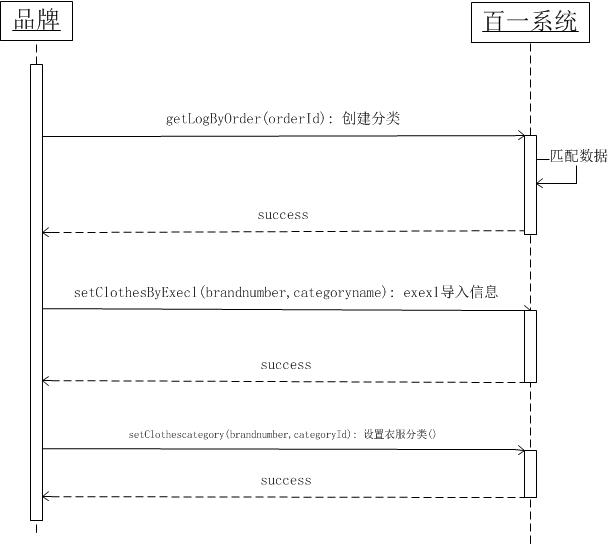 品牌
百一系统
getLogByOrder(orderId): 创建分类
匹配数据
success
setClothesByExecl(brandnumber,categoryname): exexl导入信息
success
setClothescategory(brandnumber,categoryId): 设置衣服分类()
success